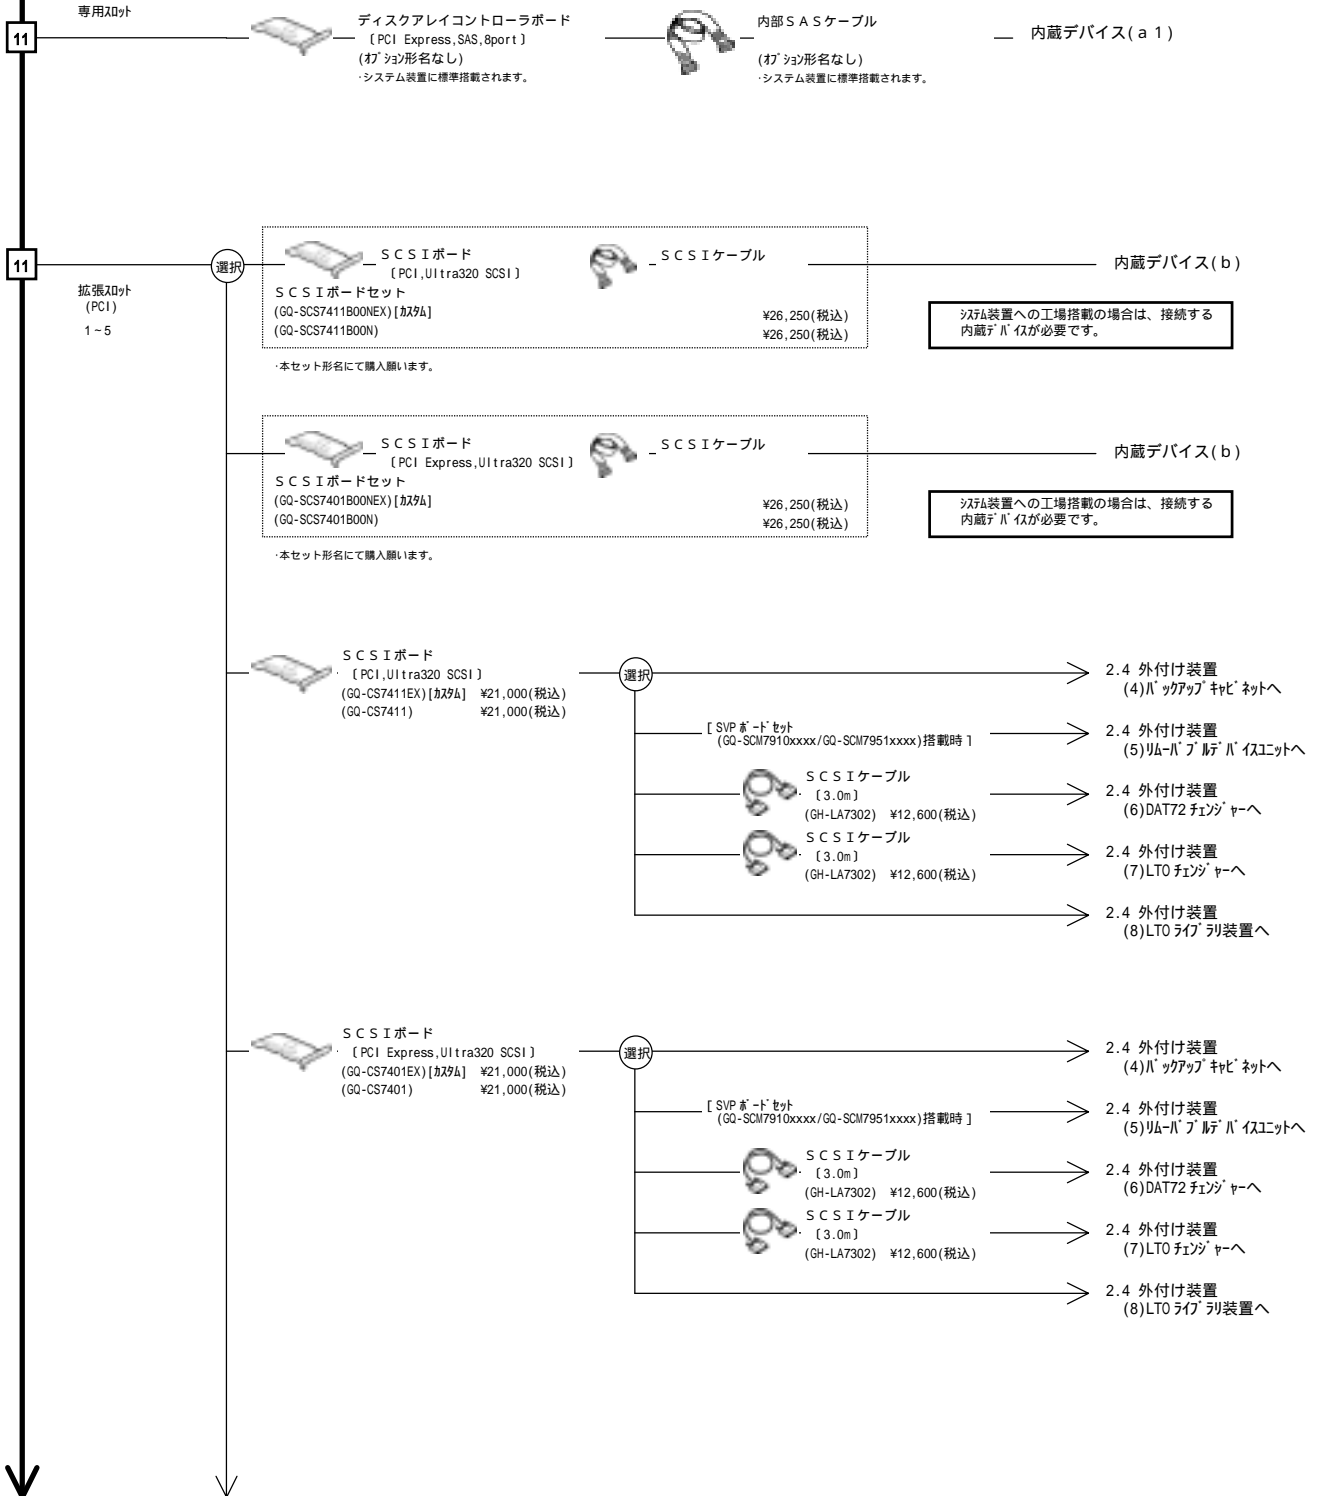 専用ｽﾛｯﾄ
11
ディスクアレイコントローラボード
〔PCI Express,SAS,8port〕
(ｵﾌﾟｼｮﾝ形名なし)
･システム装置に標準搭載されます。
内部ＳＡＳケーブル
(ｵﾌﾟｼｮﾝ形名なし)
･システム装置に標準搭載されます。
内蔵デバイス(ａ１)
11
拡張ｽﾛｯﾄ
(PCI)
1~5
選択
ＳＣＳＩボード
〔PCI,Ultra320 SCSI〕
ＳＣＳＩケーブル
ＳＣＳＩボードセット
(GQ-SCS7411B00NEX)[ｶｽﾀﾑ] ¥26,250(税込)
(GQ-SCS7411B00N) ¥26,250(税込)
･本セット形名にて購入願います。
内蔵デバイス(ｂ)
ｼｽﾃﾑ装置への工場搭載の場合は、接続する
内蔵ﾃﾞﾊﾞｲｽが必要です。
ＳＣＳＩボード
〔PCI Express,Ultra320 SCSI〕
ＳＣＳＩケーブル
ＳＣＳＩボードセット
(GQ-SCS7401B00NEX)[ｶｽﾀﾑ] ¥26,250(税込)
(GQ-SCS7401B00N) ¥26,250(税込)
･本セット形名にて購入願います。
内蔵デバイス(ｂ)
ｼｽﾃﾑ装置への工場搭載の場合は、接続する
内蔵ﾃﾞﾊﾞｲｽが必要です。
ＳＣＳＩボード
〔PCI,Ultra320 SCSI〕
(GQ-CS7411EX)[ｶｽﾀﾑ] ¥21,000(税込)
(GQ-CS7411) ¥21,000(税込)
選択
2.4 外付け装置
(4)ﾊﾞｯｸｱｯﾌﾟｷｬﾋﾞﾈｯﾄへ
[SVPﾎﾞｰﾄﾞｾｯﾄ
(GQ-SCM7910xxxx/GQ-SCM7951xxxx)搭載時]
2.4 外付け装置
(5)ﾘﾑｰﾊﾞﾌﾞﾙﾃﾞﾊﾞｲｽﾕﾆｯﾄへ
ＳＣＳＩケーブル
〔3.0m〕
(GH-LA7302) ¥12,600(税込)
2.4 外付け装置
(6)DAT72ﾁｪﾝｼﾞｬｰへ
ＳＣＳＩケーブル
〔3.0m〕
(GH-LA7302) ¥12,600(税込)
2.4 外付け装置
(7)LTOﾁｪﾝｼﾞｬｰへ
2.4 外付け装置
(8)LTOﾗｲﾌﾞﾗﾘ装置へ
ＳＣＳＩボード
〔PCI Express,Ultra320 SCSI〕
(GQ-CS7401EX)[ｶｽﾀﾑ] ¥21,000(税込)
(GQ-CS7401) ¥21,000(税込)
選択
2.4 外付け装置
(4)ﾊﾞｯｸｱｯﾌﾟｷｬﾋﾞﾈｯﾄへ
[SVPﾎﾞｰﾄﾞｾｯﾄ
(GQ-SCM7910xxxx/GQ-SCM7951xxxx)搭載時]
2.4 外付け装置
(5)ﾘﾑｰﾊﾞﾌﾞﾙﾃﾞﾊﾞｲｽﾕﾆｯﾄへ
ＳＣＳＩケーブル
〔3.0m〕
(GH-LA7302) ¥12,600(税込)
2.4 外付け装置
(6)DAT72ﾁｪﾝｼﾞｬｰへ
ＳＣＳＩケーブル
〔3.0m〕
(GH-LA7302) ¥12,600(税込)
2.4 外付け装置
(7)LTOﾁｪﾝｼﾞｬｰへ
2.4 外付け装置
(8)LTOﾗｲﾌﾞﾗﾘ装置へ